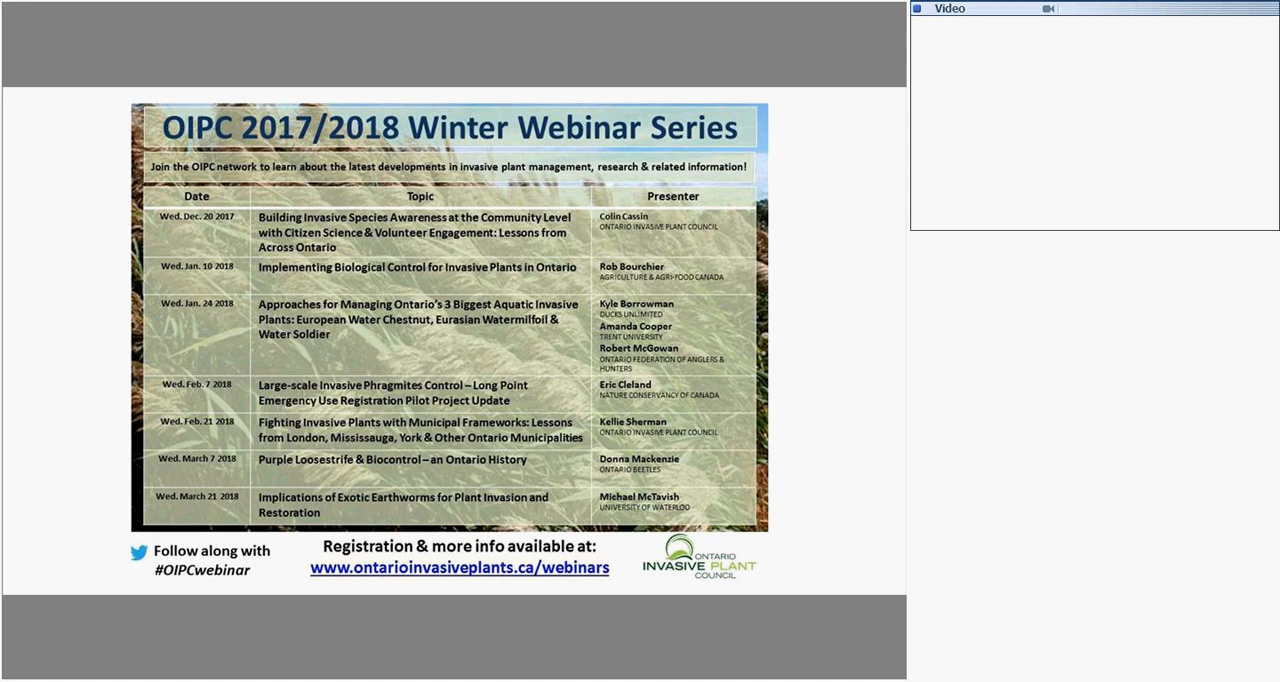 Video
OIPC 2017/2018 Winter Webinar Series
Join the OIPC network to learn about the latest developments in invasive plant management, research & related information!
Date Topic Presenter
Wed. Dec. 20 2017
Building Invasive Species Awareness at the Community Level
with Citizen Science & Volunteer Engagement: Lessons from
Across Ontario
Colin Cassin
ONTARIO INVASIVE PLANT COUNCIL
Wed. Jan. 10 2018
Implementing Biological Control for Invasive Plants in Ontario
Rob Bourchier
AGRICULTURE & AGRI-FOOD CANADA
Wed. Jan. 24 2018
Approaches for Managing Ontario's 3 Biggest Aquatic Invasive
Plants: European Water Chestnut, Eurasian Watermilfoil &
Water Soldier
Kyle Borrowman
DUCKS UNLIMITED
Amanda Cooper
TRENT UNIVERSITY
Robert McGowan
ONTARIO FEDERATION OF ANGLERS &
HUNTERS
Wed. Feb. 7 2018
Large-scale Invasive Phragmites Control – Long Point
Emergency Use Registration Pilot Project Update
Eric Cleland
NATURE CONSERVANCY OF CANADA
Wed. Feb. 21 2018
Fighting Invasive Plants with Municipal Frameworks: Lessons
from London, Mississauga, York & Other Ontario Municipalities
Kellie Sherman
ONTARIO INVASIVE PLANT COUNCIL
Wed. March 7 2018
Purple Loosestrife & Biocontrol – an Ontario History
Donna Mackenzie
ONTARIO BEETLES
Wed. March 21 2018
Implications of Exotic Earthworms for Plant Invasion and
Restoration
Michael McTavish
UNIVERSITY OF WATERLOO
Follow along with
#OIPCwebinar
Registration & more info available at:
www.ontarioinvasiveplants.ca/webinars
ONTARIO
INVASIVE PLANT
COUNCIL